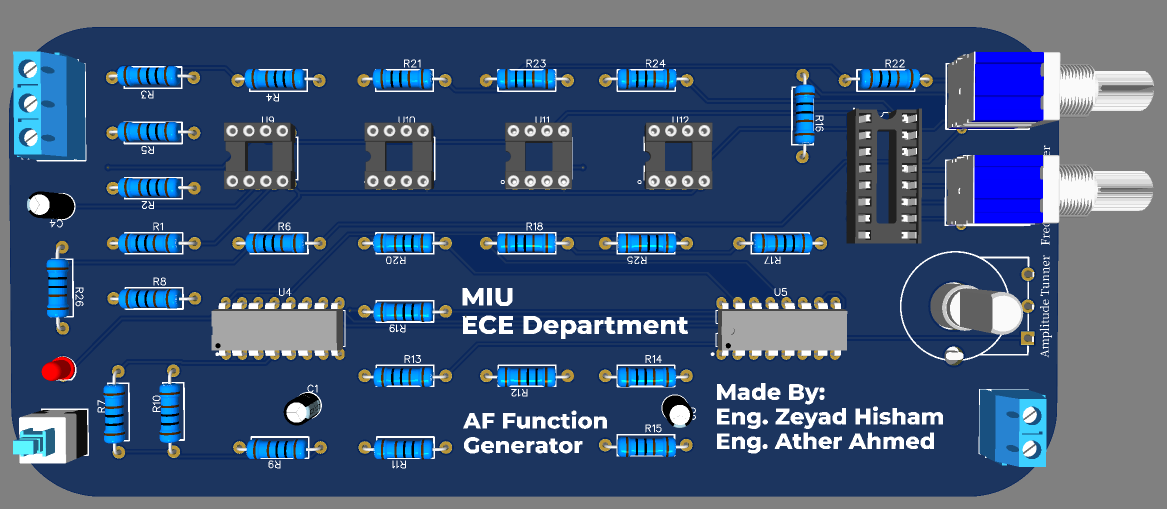 R3
R4
R21
R23
R24
R22
R5
U9
U10
U11
U12
R16
R2
C4
R1
R6
R20
R18
R25
R17
R26
R8
U4
R19
MIU
ECE Department
U5
Amplitude Tunner
R7
R10
C1
R13
R12
R14
AF Function
Generator
R15
Made By:
Eng. Zeyad Hisham
Eng. Ather Ahmed
R9
R11